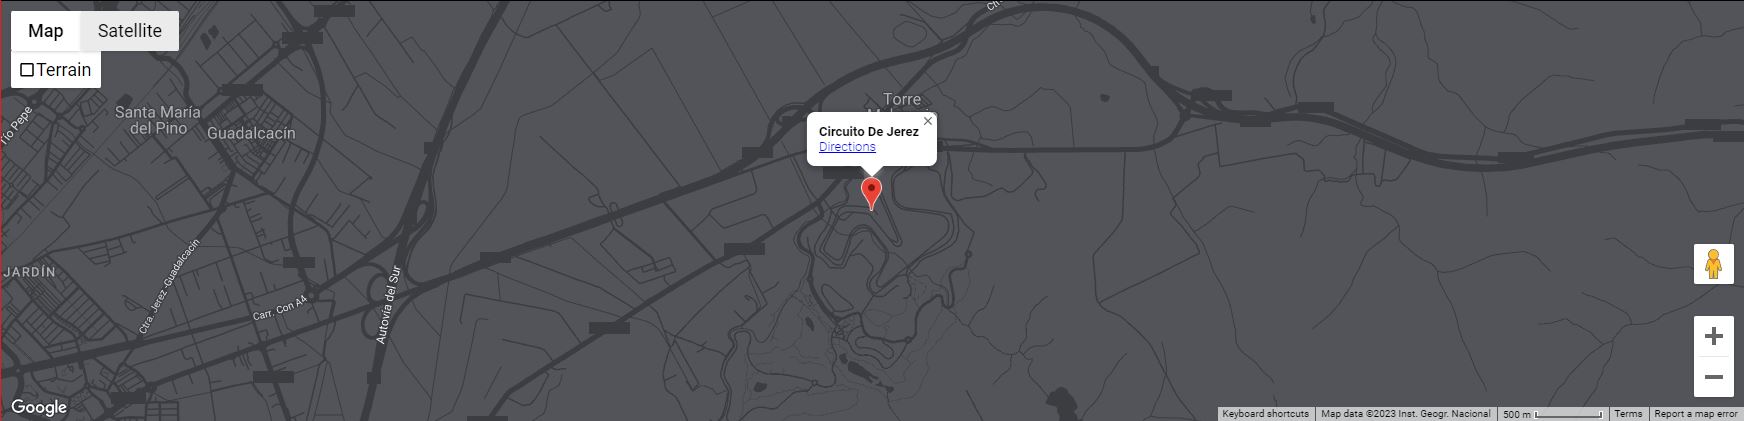 Map
Satellite
Terrain
Tío Pepe
Santa María
del Pino
Guadalcacín
Torre
Circuito De Jerez
Directions
JARDÍN
Ctra. Jerez -Guadalcacín
Carr. Con A4
Autovía del Sur
Google
Keyboard shortcuts
Map data ©2023 Inst. Geogr. Nacional
500 m
Terms
Report a map error